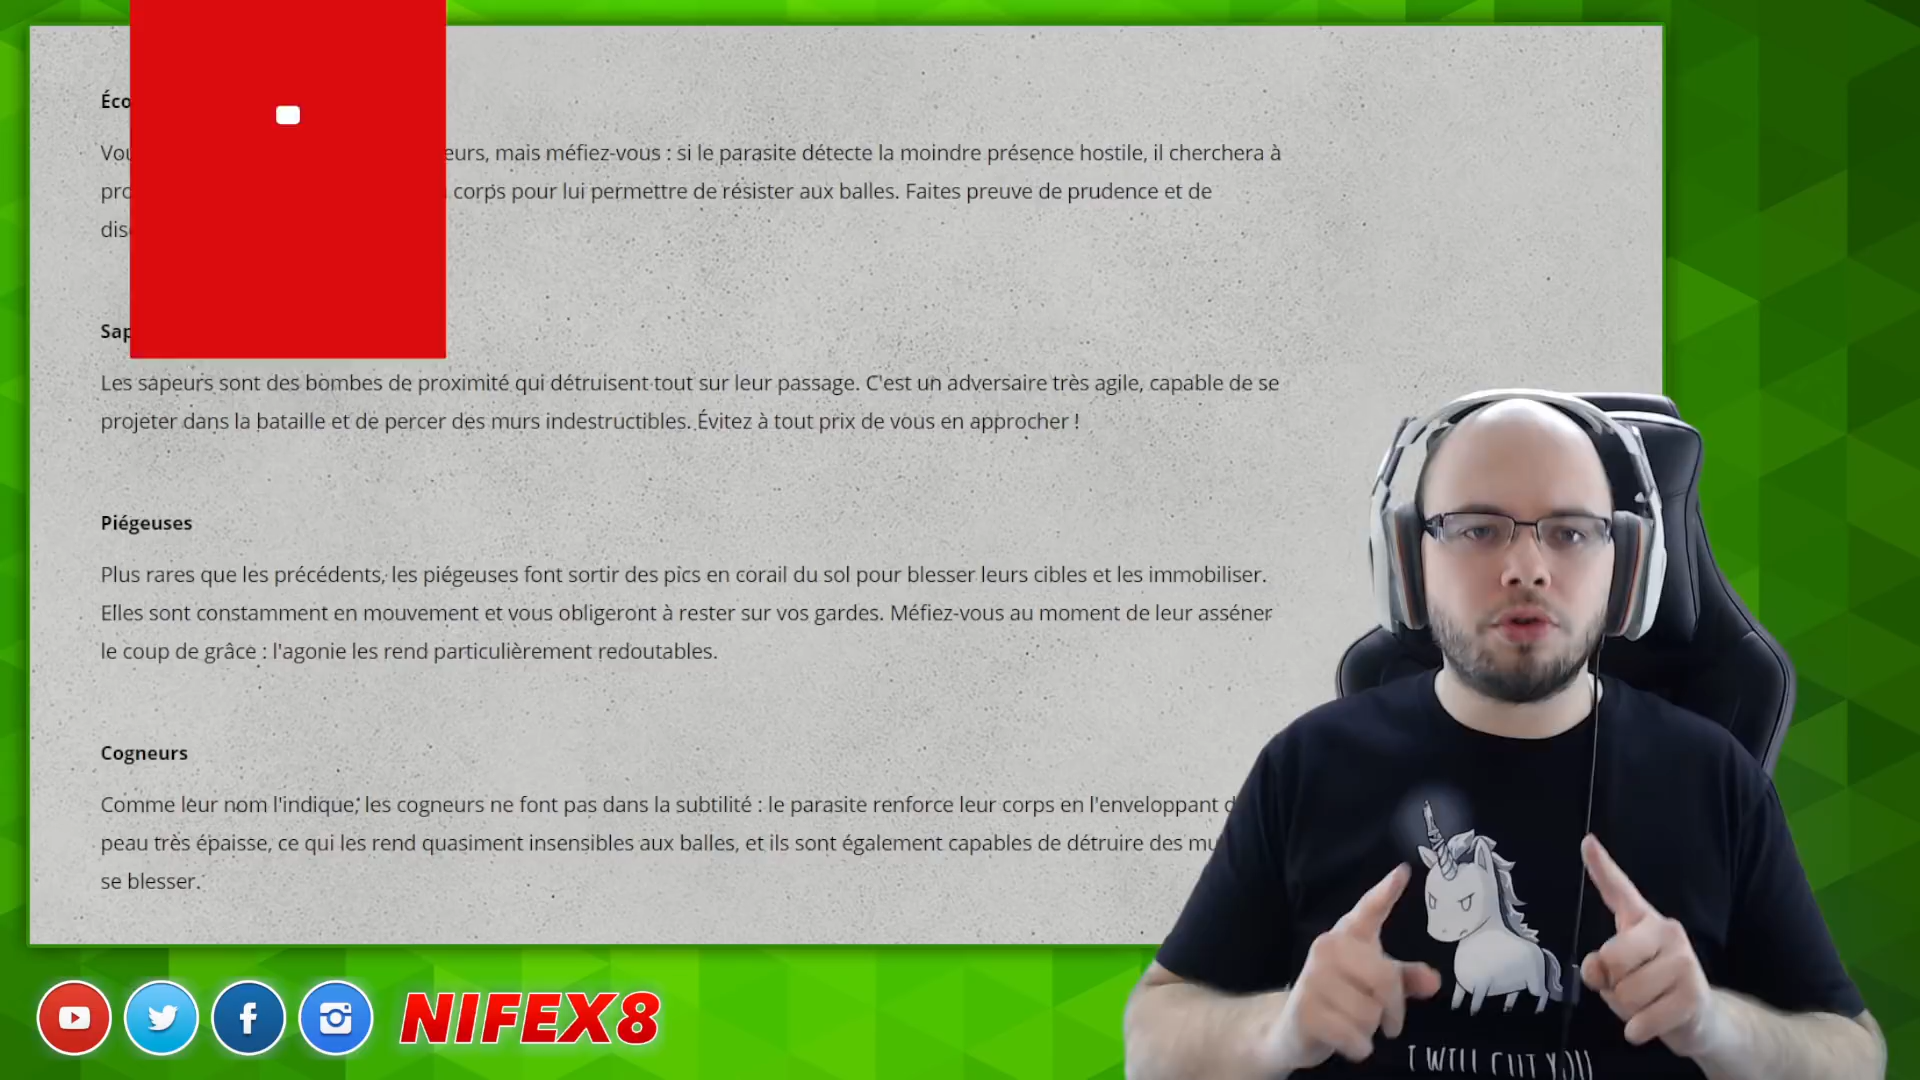 eurs, mais méfiez-vous : si le parasite détecte la moindre présence hostile, il cherchera à
corps pour lui permettre de résister aux balles. Faites preuve de prudence et de
Les sapeurs sont des bombes de proximité qui détruisent tout sur leur passage. C'est un adversaire très agile, capable de se
projeter dans la bataille et de percer des murs indestructibles. Évitez à tout prix de vous en approcher !
Piégeuses
Plus rares que les précédents, les piégeuses font sortir des pics en corail du sol pour blesser leurs cibles et les immobiliser.
Elles sont constamment en mouvement et vous obligeront à rester sur vos gardes. Méfiez-vous au moment de leur asséner
le coup de grâce : l'agonie les rend particulièrement redoutables.
Cogneurs
Comme leur nom l'indique, les cogneurs ne font pas dans la subtilité : le parasite renforce leur corps en l'enveloppant
peau très épaisse, ce qui les rend quasiment insensibles aux balles, et ils sont également capables de détruire des
se blesser.
NIFEX8
I WILL CUT YOU